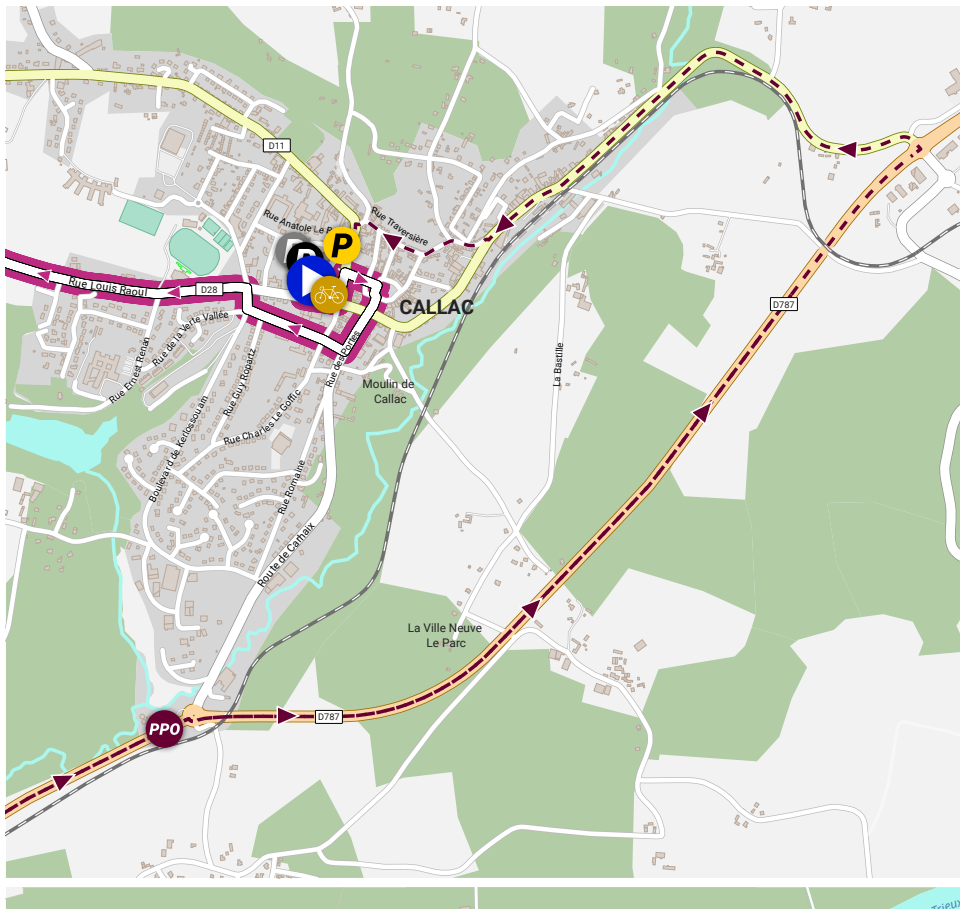 D11
Rue Anatole Le B
Rue Traversière
P
P
Rue Louis Raoul
D28
CALLAC
D787
Rue de la Verte Vallée
Rue Ernest Renan
Rue Guy Ropartz
Rue des Portes
La Bastille
Moulin de
Callac
Rue Charles Le Goffic
Boulevard de Kerlossouarn
Rue Romaine
Route de Carhaix
La Ville Neuve
Le Parc
D787
PPO
Trieux